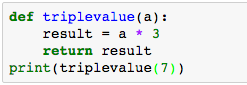 def triplevalue(a):
    result = a * 3
    return result
print(triplevalue(7))